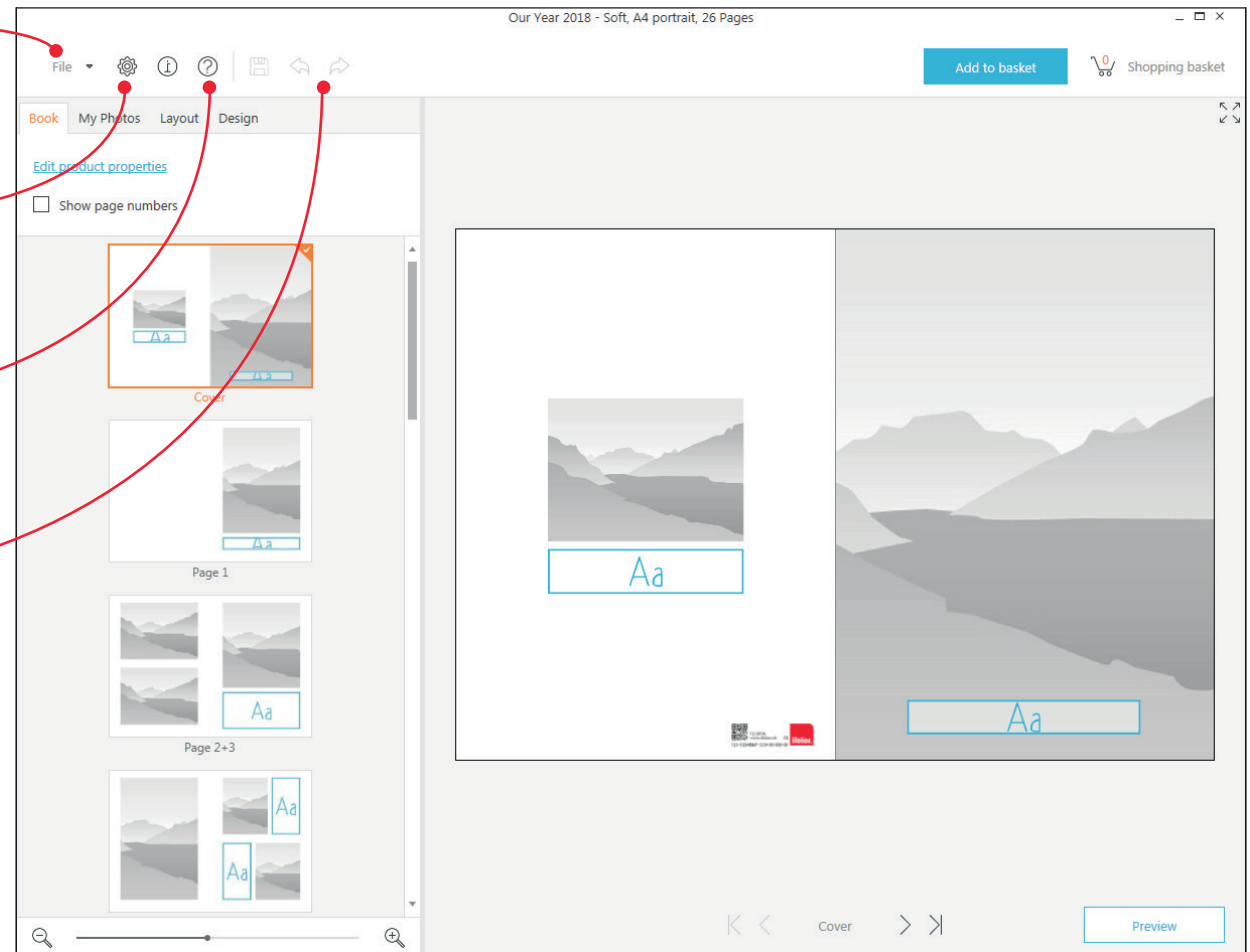 Our Year 2018 - Soft, A4 portrait, 26 Pages
File
Add to basket
0
Shopping basket
Book My Photos Layout Design
Edit product properties
Show page numbers
Aa
Aa
Cover
Aa
Page 1
Aa
Page 2+3
Aa
Aa
Aa
Aa
ifolor
Cover
Preview